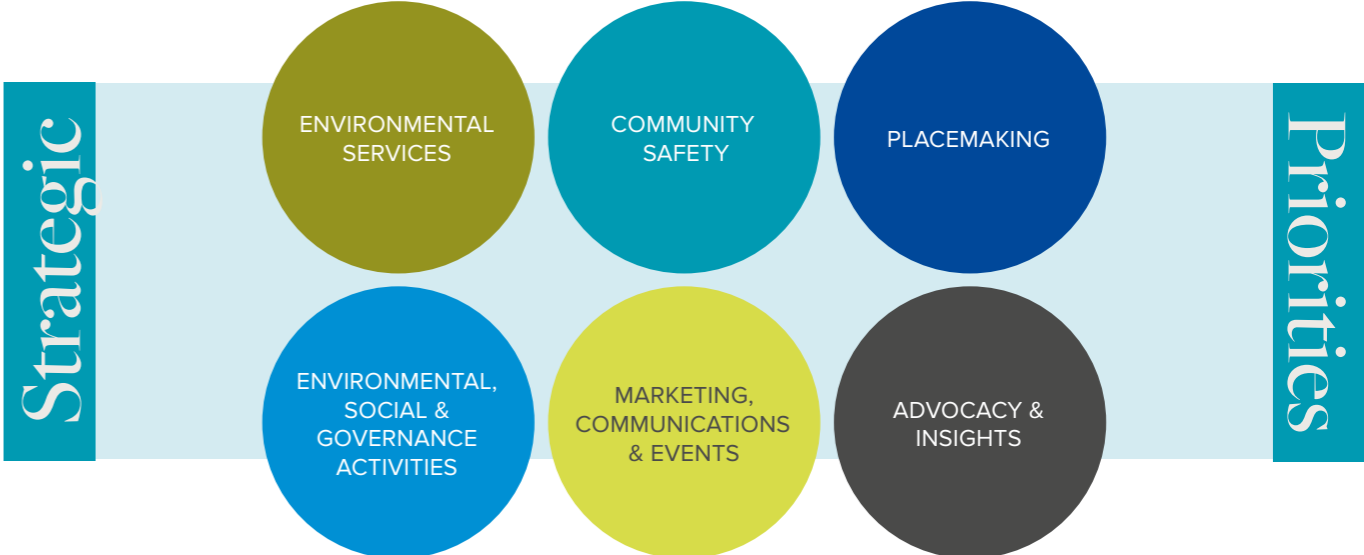 Strategic
ENVIRONMENTAL
SERVICES
COMMUNITY
SAFETY
PLACEMAKING
ENVIRONMENTAL,
SOCIAL &
GOVERNANCE
ACTIVITIES
MARKETING,
COMMUNICATIONS
& EVENTS
ADVOCACY &
INSIGHTS
Priorities